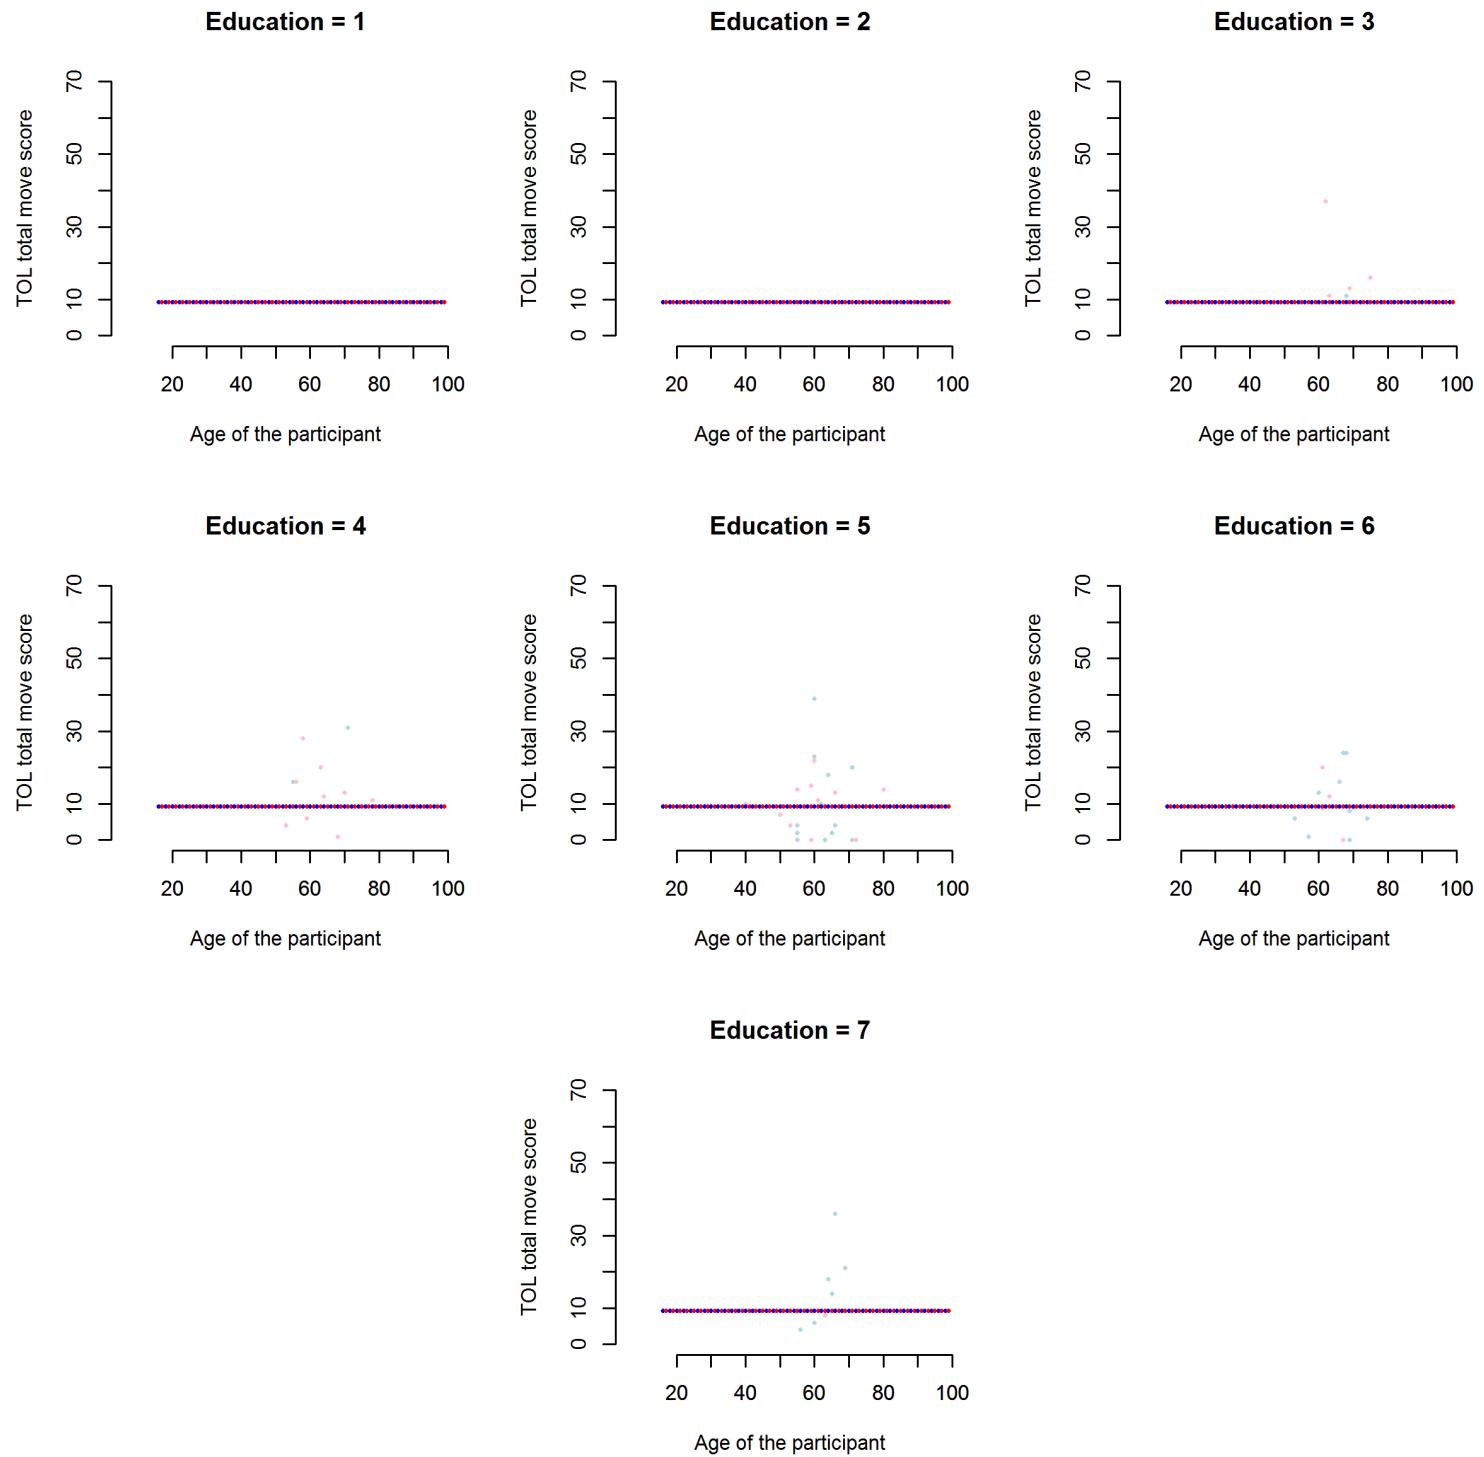 Education = 1
TOL total move score
0 10 30 50 70
20 40 60 80 100
Age of the participant
Education = 2
TOL total move score
0 10 30 50 70
20 40 60 80 100
Age of the participant
Education = 3
TOL total move score
0 10 30 50 70
20 40 60 80 100
Age of the participant
Education = 4
TOL total move score
0 10 30 50 70
20 40 60 80 100
Age of the participant
Education = 5
TOL total move score
0 10 30 50 70
20 40 60 80 100
Age of the participant
Education = 6
TOL total move score
0 10 30 50 70
20 40 60 80 100
Age of the participant
Education = 7
TOL total move score
0 10 30 50 70
20 40 60 80 100
Age of the participant